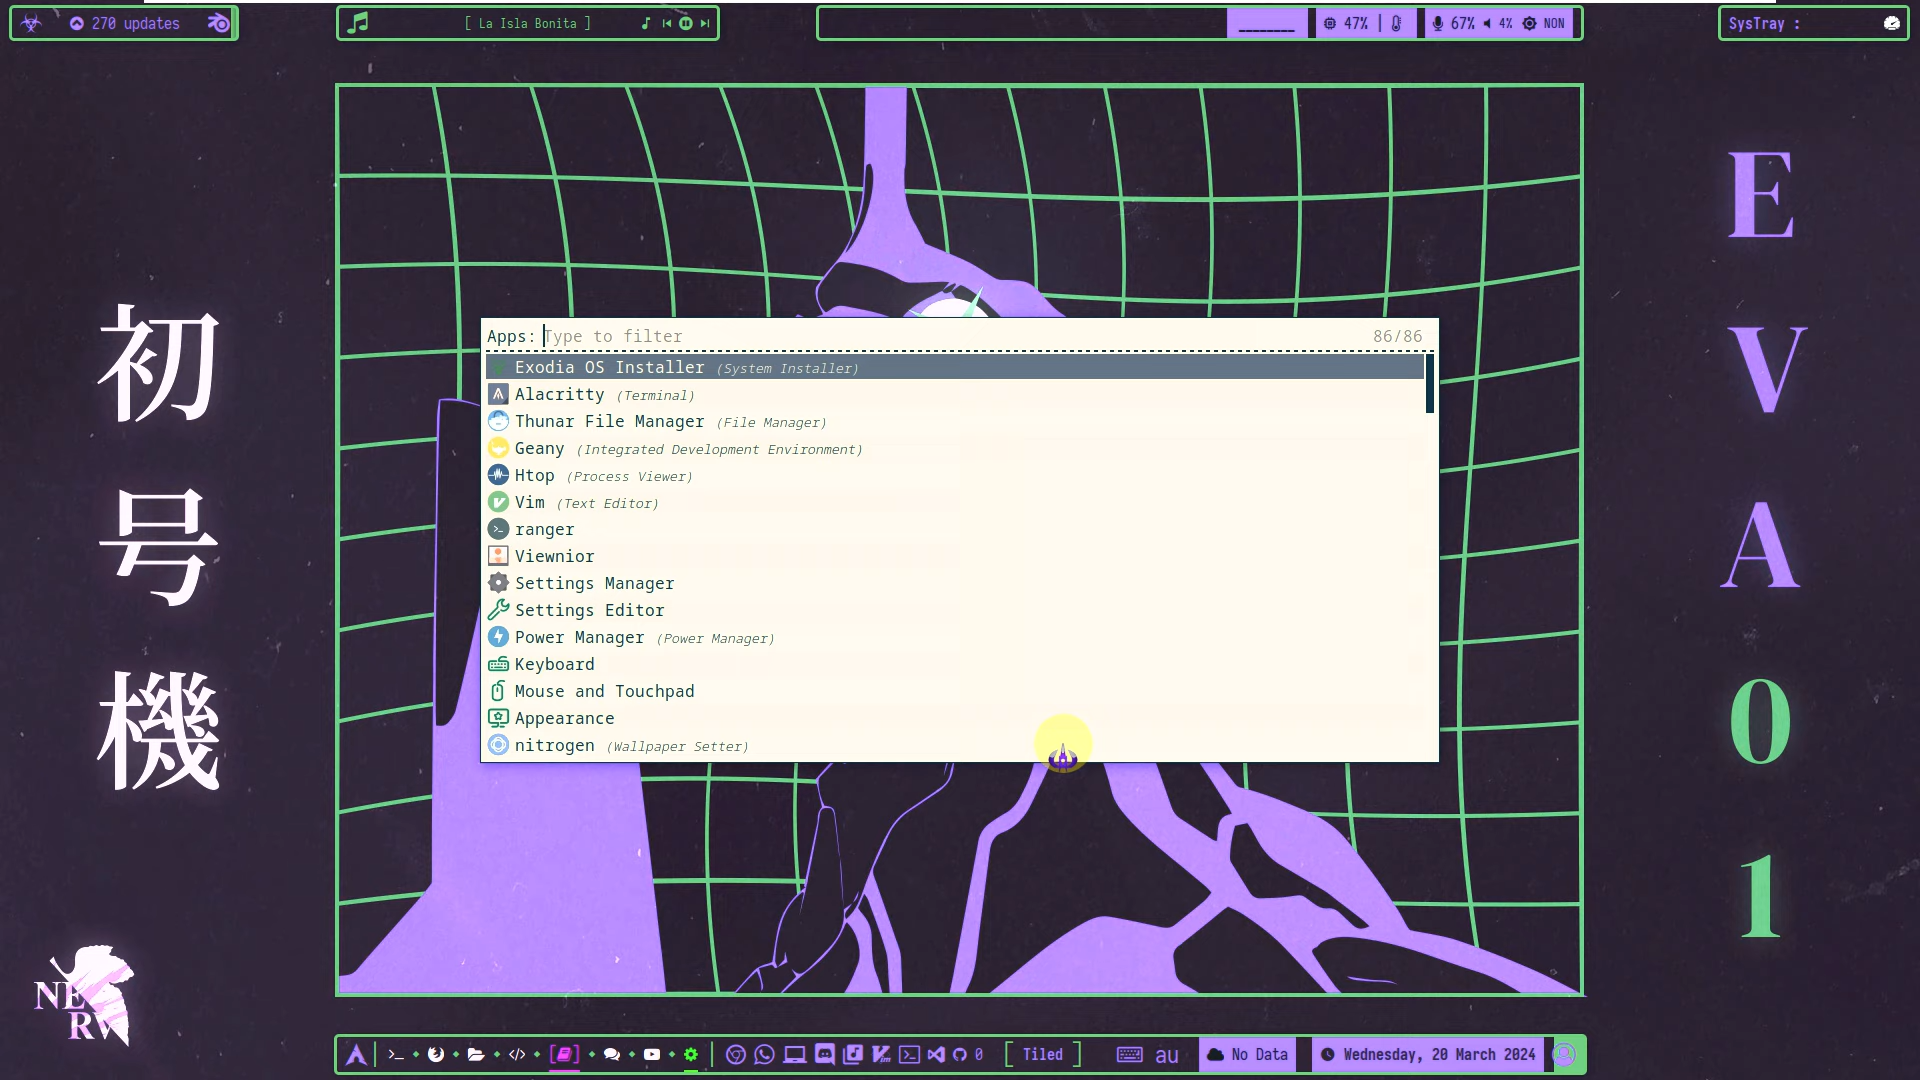 270 updates
[ La Isla Bonita ]
47% |
67% 4% NON
SysTray :
初
号
機
NERV
E
V
A
0
1
Apps: Type to filter 86/86
Exodia OS Installer (System Installer)
Alacritty (Terminal)
Thunar File Manager (File Manager)
Geany (Integrated Development Environment)
Htop (Process Viewer)
Vim (Text Editor)
ranger
Viewnior
Settings Manager
Settings Editor
Power Manager (Power Manager)
Keyboard
Mouse and Touchpad
Appearance
nitrogen (Wallpaper Setter)
0 [ Tiled ] au No Data Wednesday, 20 March 2024